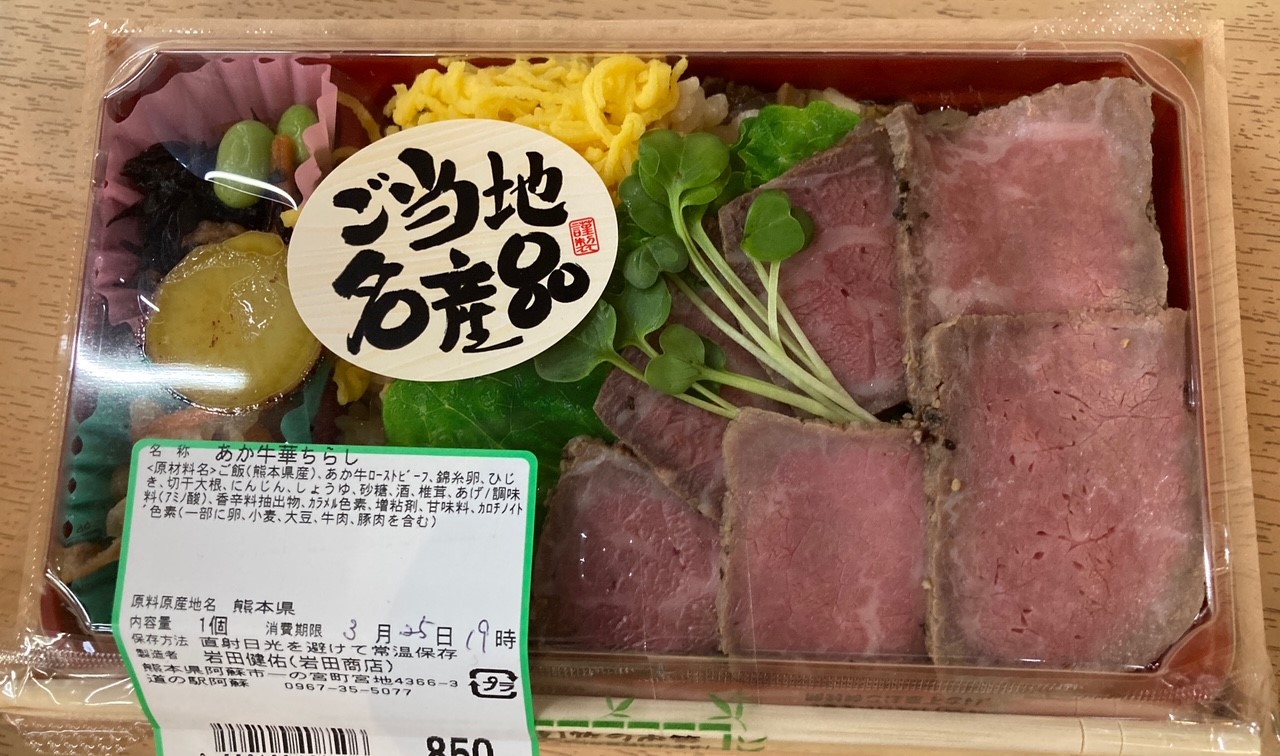 ご当地
名産品
謹製
名 称 あか牛華ちらし
<原材料名>ご飯(熊本県産)、あか牛ﾛｰｽﾄﾋﾞｰﾌ、錦糸卵、ひじ
き、切干大根、にんじん、しょうゆ、砂糖、酒、椎茸、あげ/調味
料(ｱﾐﾉ酸)、香辛料抽出物、ｶﾗﾒﾙ色素、増粘剤、甘味料、ｶﾛﾁﾉｲﾄ
色素(一部に卵、小麦、大豆、牛肉、豚肉を含む)
原料原産地名 熊本県
内容量 1個 消費期限 3月25日19時
保存方法 直射日光を避けて常温保存
製造者 岩田健佑(岩田商店)
熊本県阿蘇市一の宮町宮地4366-3
道の駅阿蘇 0967-35-5077
プラ
850